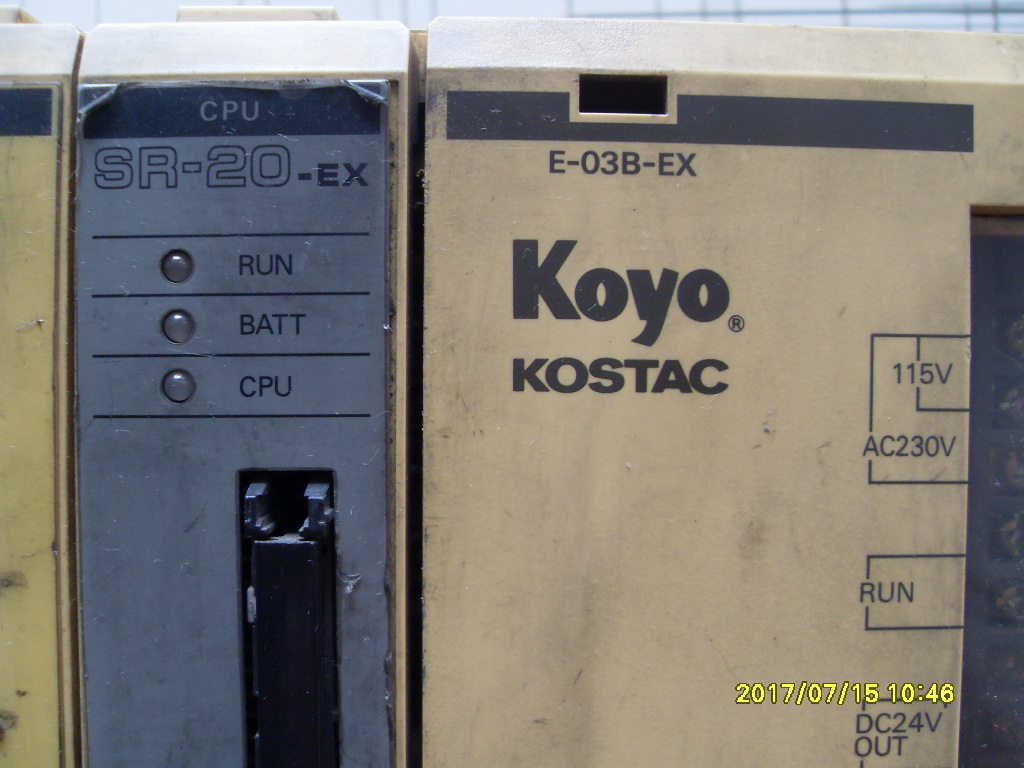 CPU
SR-20-EX
RUN
BATT
CPU
E-03B-EX
Koyo®
KOSTAC
115V
AC230V
RUN
2017/07/15 10:46
DC24V
OUT